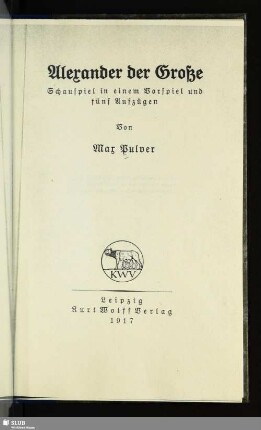 Alexander der Große
Schauspiel in einem Vorspiel und
fünf Aufzügen
Von
Max Pulver
KWV
Leipzig
Kurt Wolff Verlag
1917
SLUB